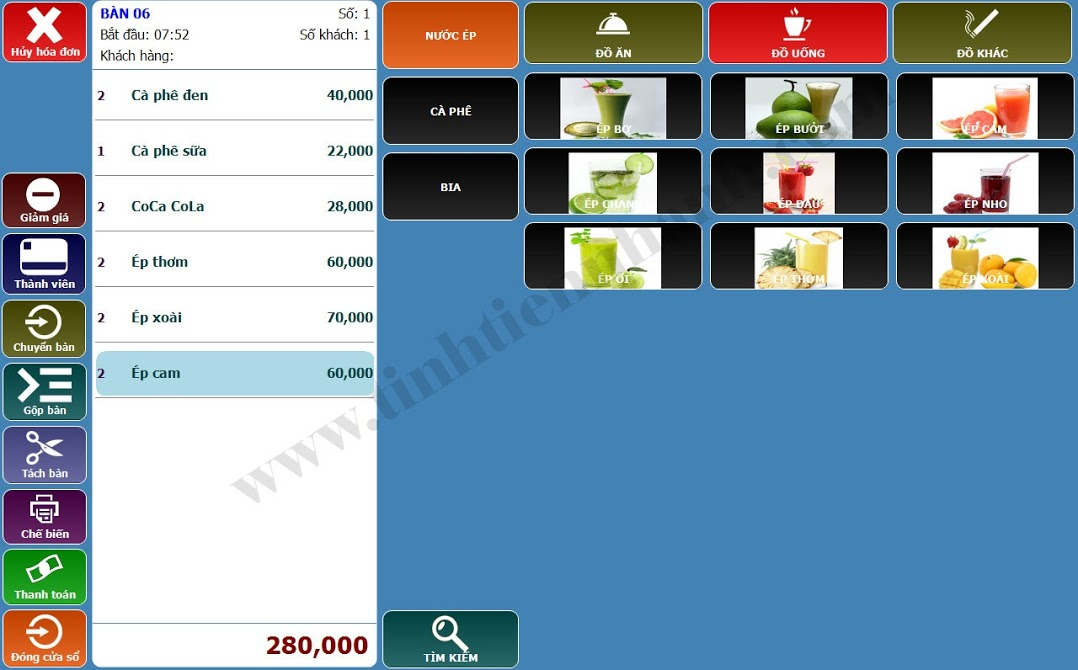 Hủy hóa đơn
Giảm giá
Thành viên
Chuyển bàn
Gộp bàn
Tách bàn
Chế biến
Thanh toán
Đóng cửa sổ
BÀN 06 Số: 1
Bắt đầu: 07:52 Số khách: 1
Khách hàng:
2 Cà phê đen 40,000
1 Cà phê sữa 22,000
2 CoCa CoLa 28,000
2 Ép thơm 60,000
2 Ép xoài 70,000
2 Ép cam 60,000
280,000
NƯỚC ÉP
CÀ PHÊ
BIA
TÌM KIẾM
ĐỒ ĂN ĐỒ UỐNG ĐỒ KHÁC
ÉP BƠ ÉP BƯỞI ÉP CAM
ÉP CHANH ÉP DÂU ÉP NHO
ÉP ỔI ÉP THƠM ÉP XOÀI